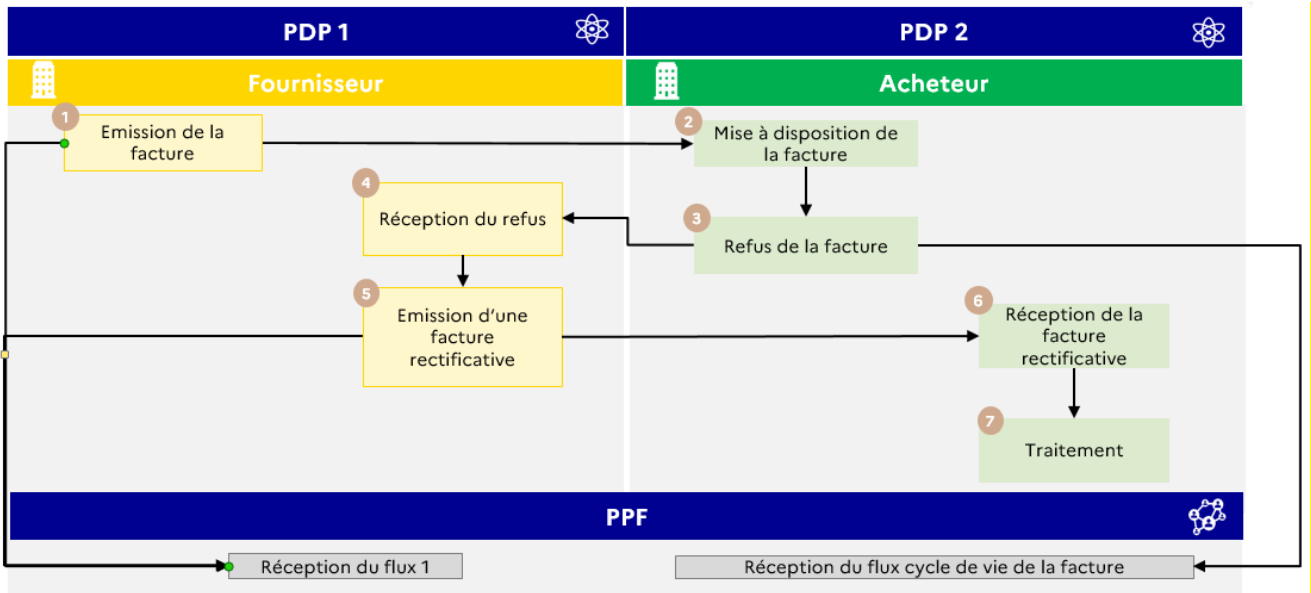 PDP 1
PDP 2
Fournisseur
Acheteur
1
Emission de la
facture
2
Mise à disposition de
la facture
4
Réception du refus
3
Refus de la facture
5
Emission d'une
facture
rectificative
6
Réception de la
facture
rectificative
7
Traitement
PPF
Réception du flux 1
Réception du flux cycle de vie de la facture